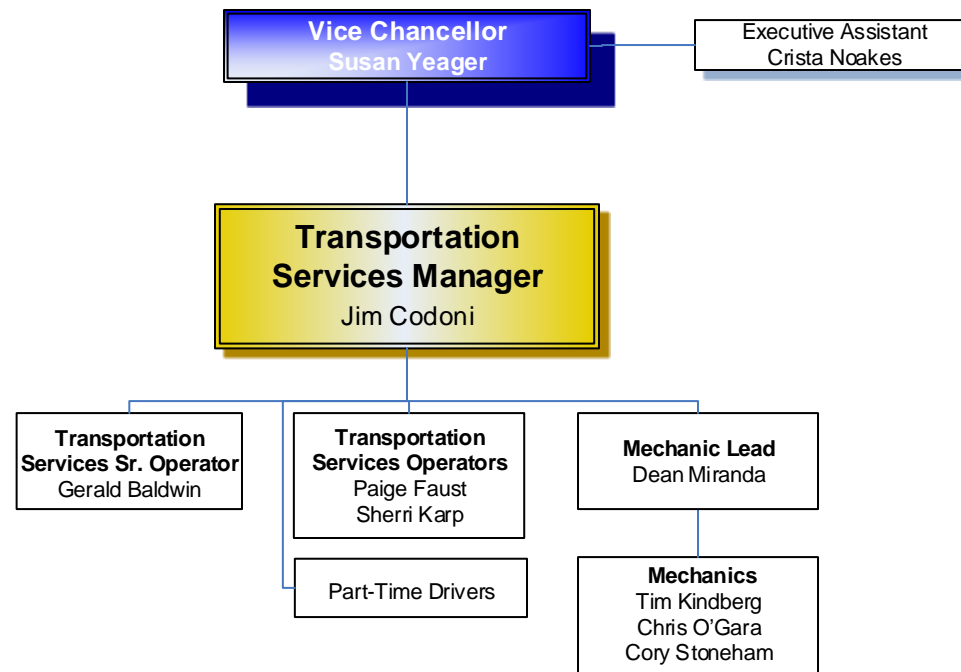 Vice Chancellor
Susan Yeager
Executive Assistant
Crista Noakes
Transportation
Services Manager
Jim Codoni
Transportation
Services Sr. Operator
Gerald Baldwin
Transportation
Services Operators
Paige Faust
Sherri Karp
Mechanic Lead
Dean Miranda
Part-Time Drivers
Mechanics
Tim Kindberg
Chris O’Gara
Cory Stoneham